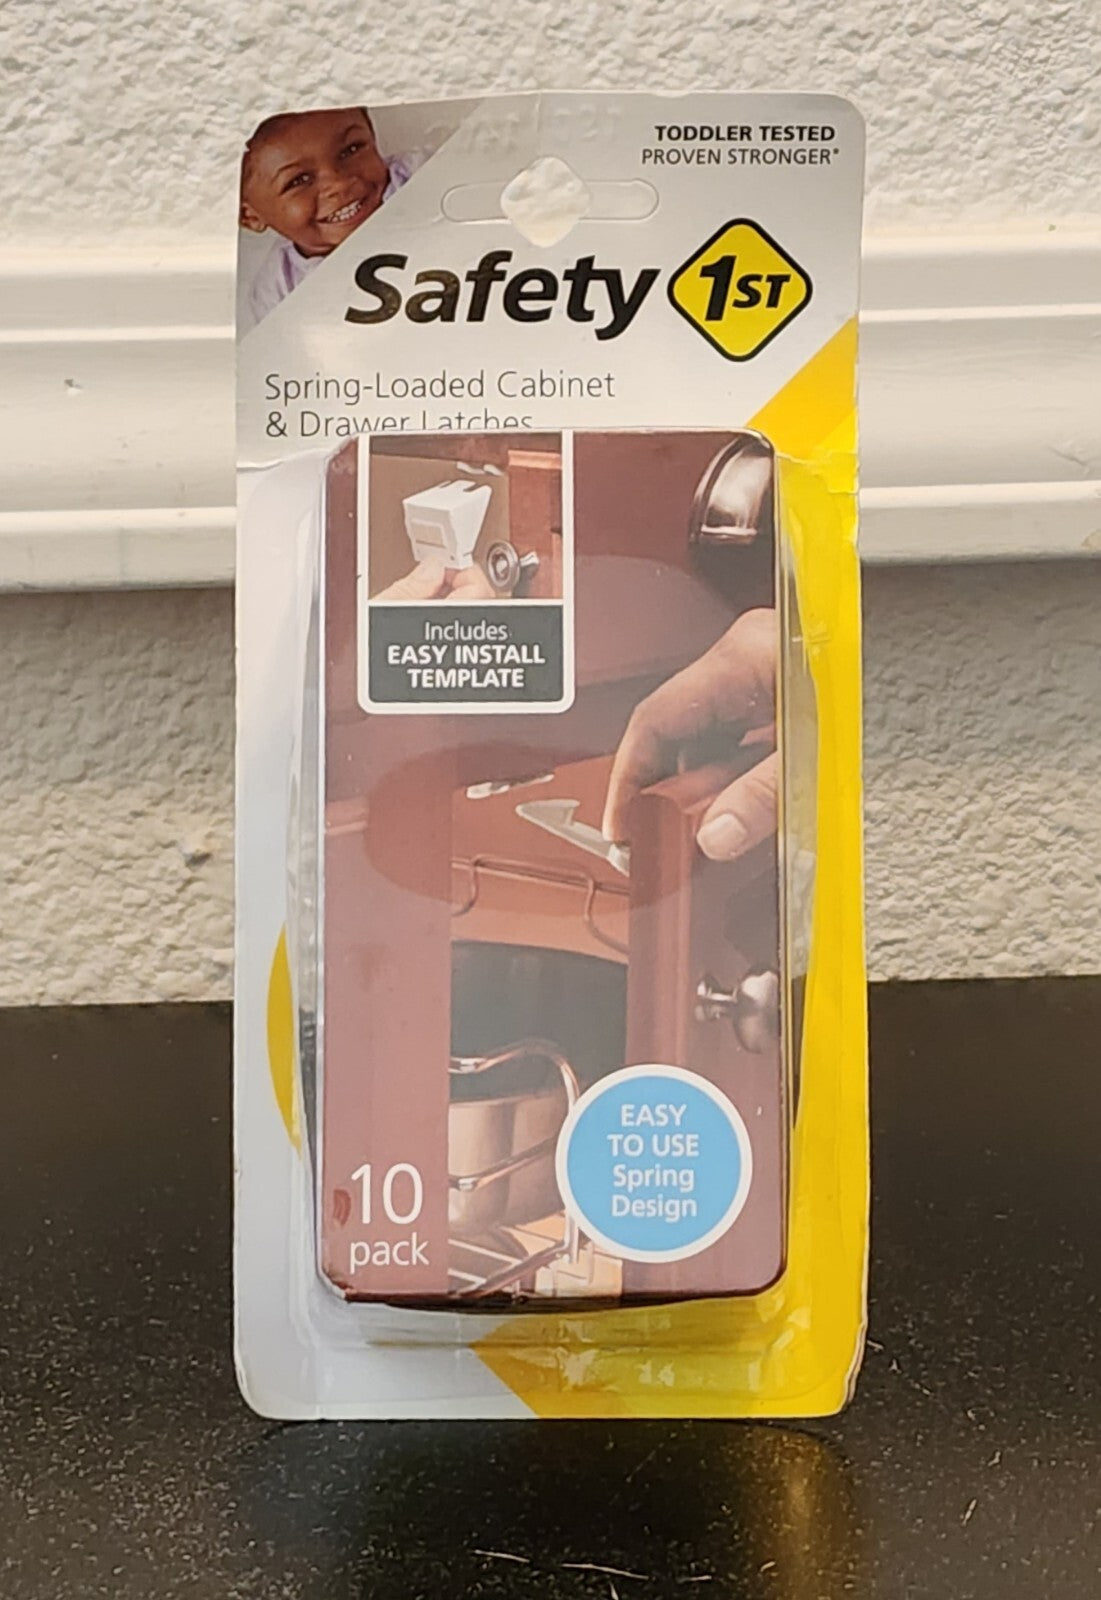 TODDLER TESTED
PROVEN STRONGER*
Safety 1ST
Spring-Loaded Cabinet
& Drawer Latches
Includes
EASY INSTALL
TEMPLATE
EASY
TO USE
Spring
Design
10
pack